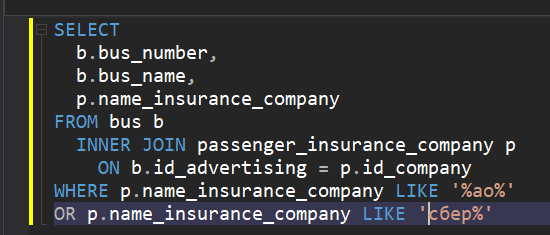 SELECT
b.bus_number,
b.bus_name,
p.name_insurance_company
FROM bus b
INNER JOIN passenger_insurance_company p
ON b.id_advertising = p.id_company
WHERE p.name_insurance_company LIKE '%ао%'
OR p.name_insurance_company LIKE 'сбер%'